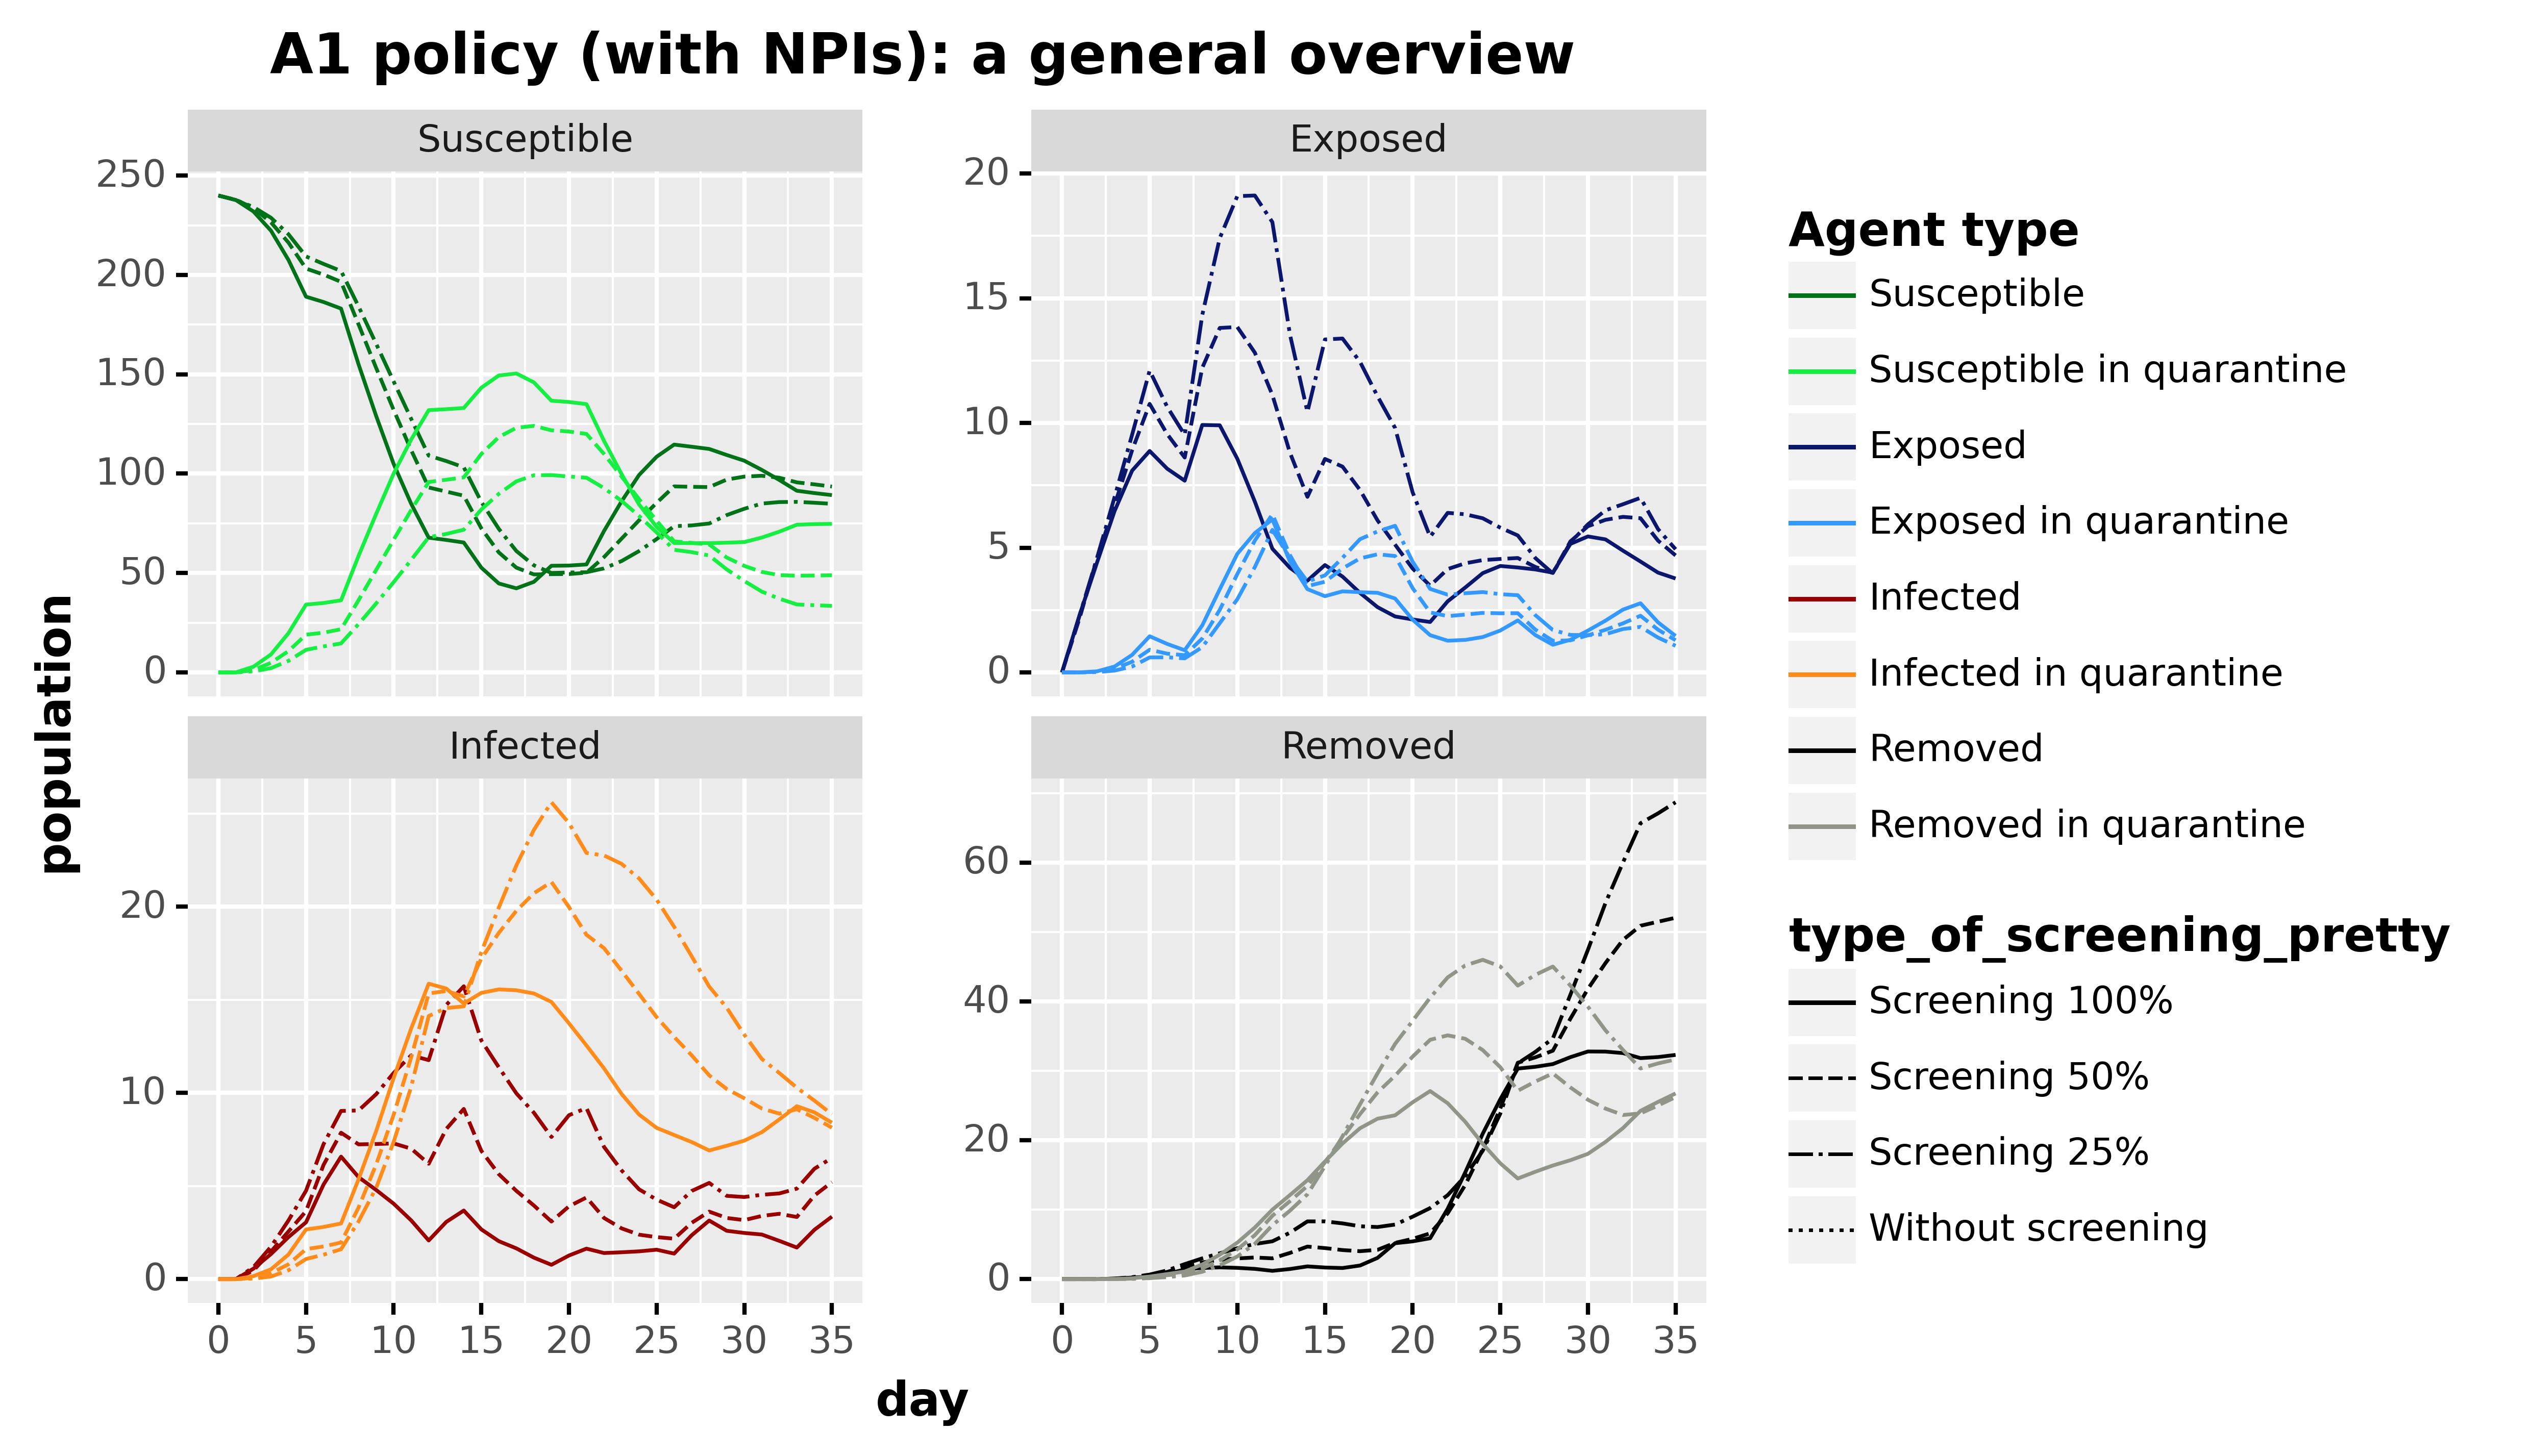 A1 policy (with NPIs): a general overview
Susceptible
Exposed
250
200
150
100
50
0
20
15
10
5
0
Infected
Removed
20
10
0
60
40
20
0
0 5 10 15 20 25 30 35
0 5 10 15 20 25 30 35
population
day
Agent type
Susceptible
Susceptible in quarantine
Exposed
Exposed in quarantine
Infected
Infected in quarantine
Removed
Removed in quarantine
type_of_screening_pretty
Screening 100%
Screening 50%
Screening 25%
Without screening